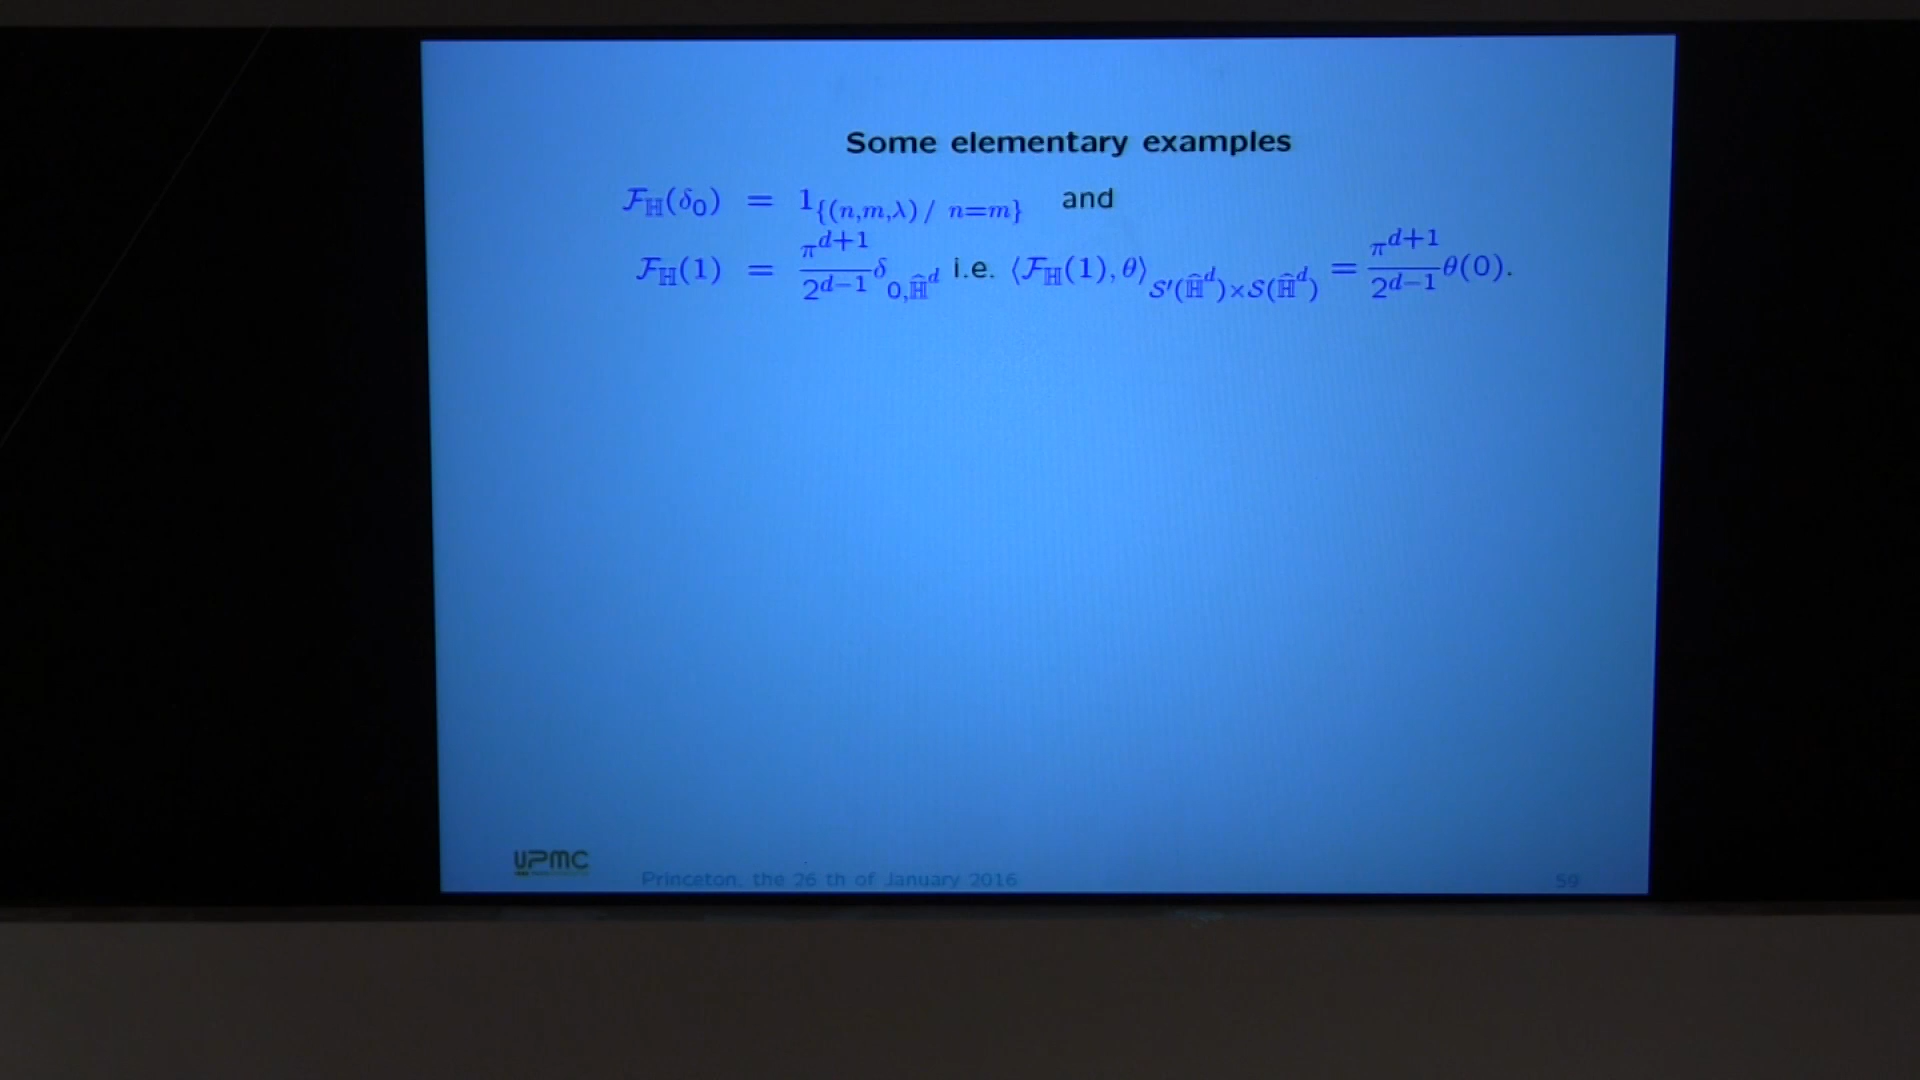 Some elementary examples
ℱ_ℍ(δ₀) = 1_{(n,m,λ)/ n=m} and
ℱ_ℍ(1) = π^{d+1}/2^{d−1} δ_{0,ℍ̂^d} i.e. ⟨ℱ_ℍ(1), θ⟩_{𝒮′(ℍ̂^d)×𝒮(ℍ̂^d)} = π^{d+1}/2^{d−1} θ(0).
UPMC
Princeton, the 26 th of January 2016 59